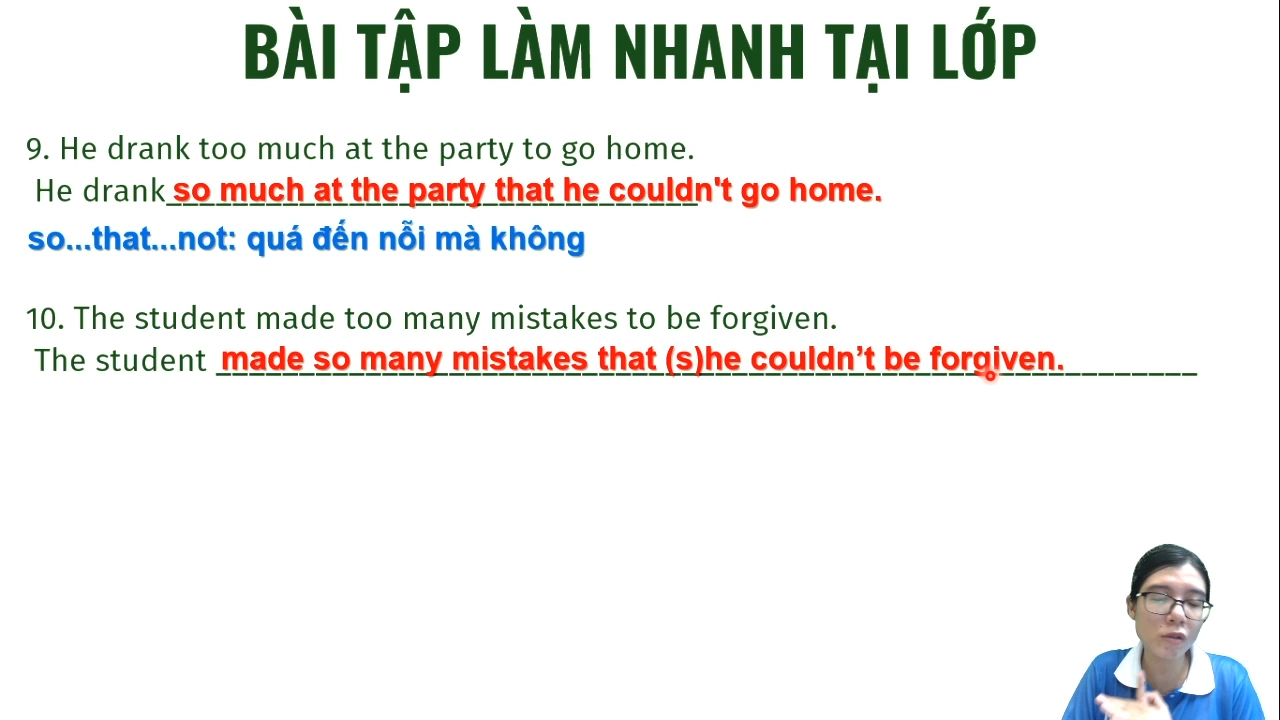 BÀI TẬP LÀM NHANH TẠI LỚP
9. He drank too much at the party to go home.
He drank so much at the party that he couldn't go home.
so...that...not: quá đến nỗi mà không
10. The student made too many mistakes to be forgiven.
The student made so many mistakes that (s)he couldn’t be forgiven.